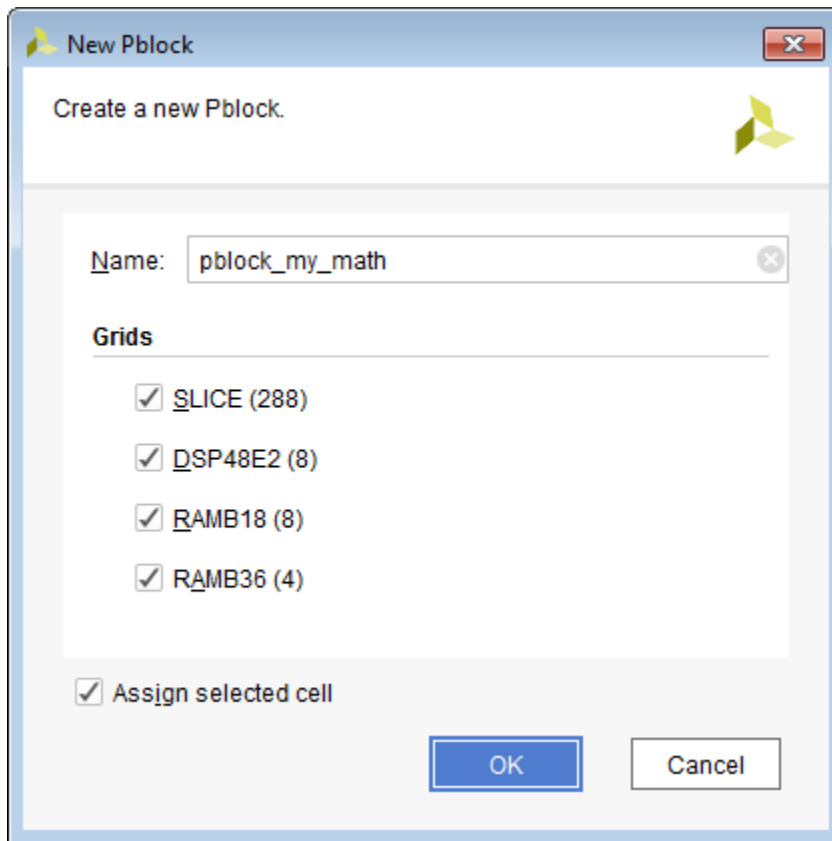 New Pblock
Create a new Pblock.
Name: pblock_my_math
Grids
SLICE (288)
DSP48E2 (8)
RAMB18 (8)
RAMB36 (4)
Assign selected cell
OK Cancel